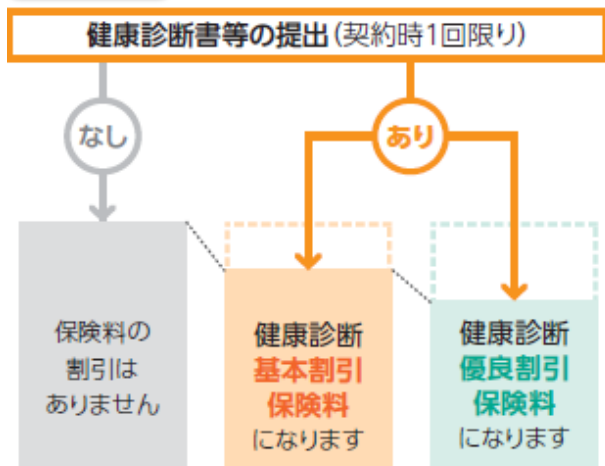 健康診断書等の提出(契約時1回限り)
なし
あり
保険料の
割引は
ありません
健康診断
基本割引
保険料
になります
健康診断
優良割引
保険料
になります